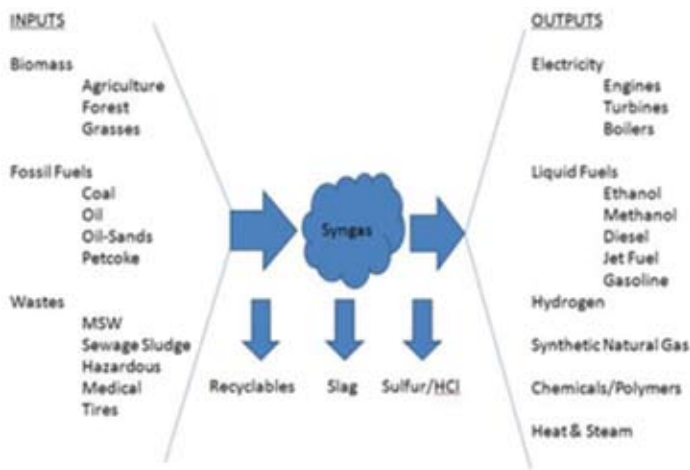 INPUTS
Biomass
Agriculture
Forest
Grasses
Fossil Fuels
Coal
Oil
Oil-Sands
Petcoke
Wastes
MSW
Sewage Sludge
Hazardous
Medical
Tires
Syngas
Recyclables
Slag
Sulfur/HCl
OUTPUTS
Electricity
Engines
Turbines
Boilers
Liquid Fuels
Ethanol
Methanol
Diesel
Jet Fuel
Gasoline
Hydrogen
Synthetic Natural Gas
Chemicals/Polymers
Heat & Steam